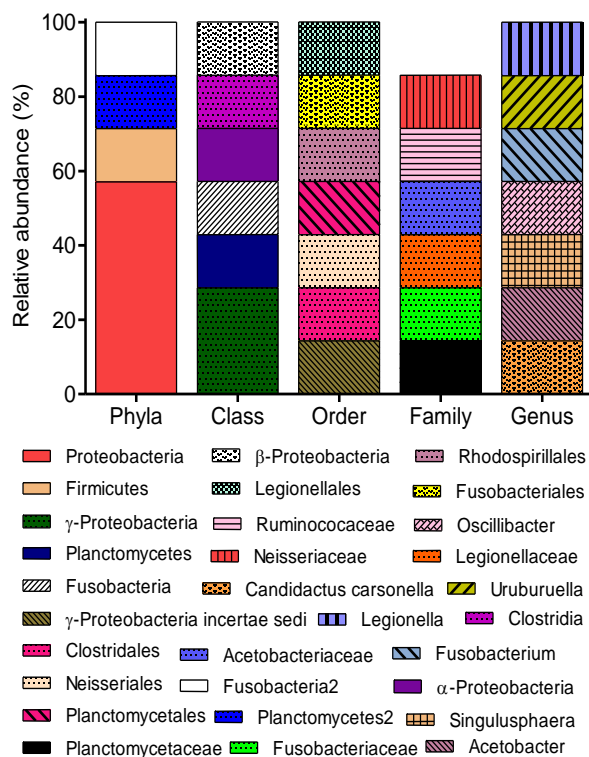 Relative abundance (%)
100
80
60
40
20
0
Phyla Class Order Family Genus
Proteobacteria β-Proteobacteria Rhodospirillales
Firmicutes Legionellales Fusobacteriales
γ-Proteobacteria Ruminococaceae Oscillibacter
Planctomycetes Neisseriaceae Legionellaceae
Fusobacteria Candidactus carsonella Uruburuella
γ-Proteobacteria incertae sedi Legionella Clostridia
Clostridales Acetobacteriaceae Fusobacterium
Neisseriales Fusobacteria2 α-Proteobacteria
Planctomycetales Planctomycetes2 Singulusphaera
Planctomycetaceae Fusobacteriaceae Acetobacter